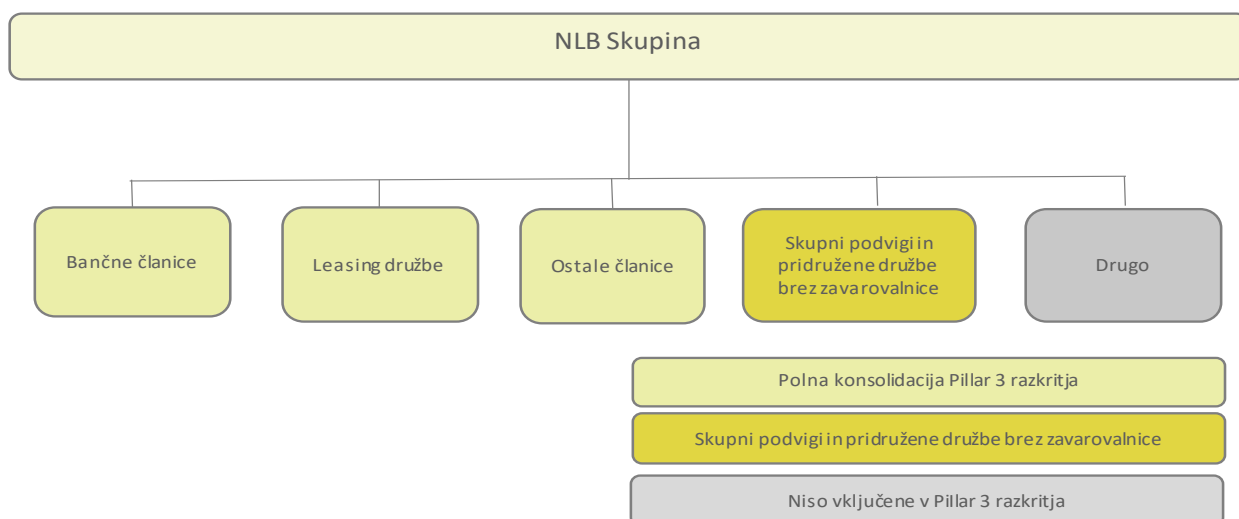 NLB Skupina
Bančne članice
Leasing družbe
Ostale članice
Skupni podvigi in
pridružene družbe
brez zavarovalnice
Drugo
Polna konsolidacija Pillar 3 razkritja
Skupni podvigi in pridružene družbe brez zavarovalnice
Niso vključene v Pillar 3 razkritja